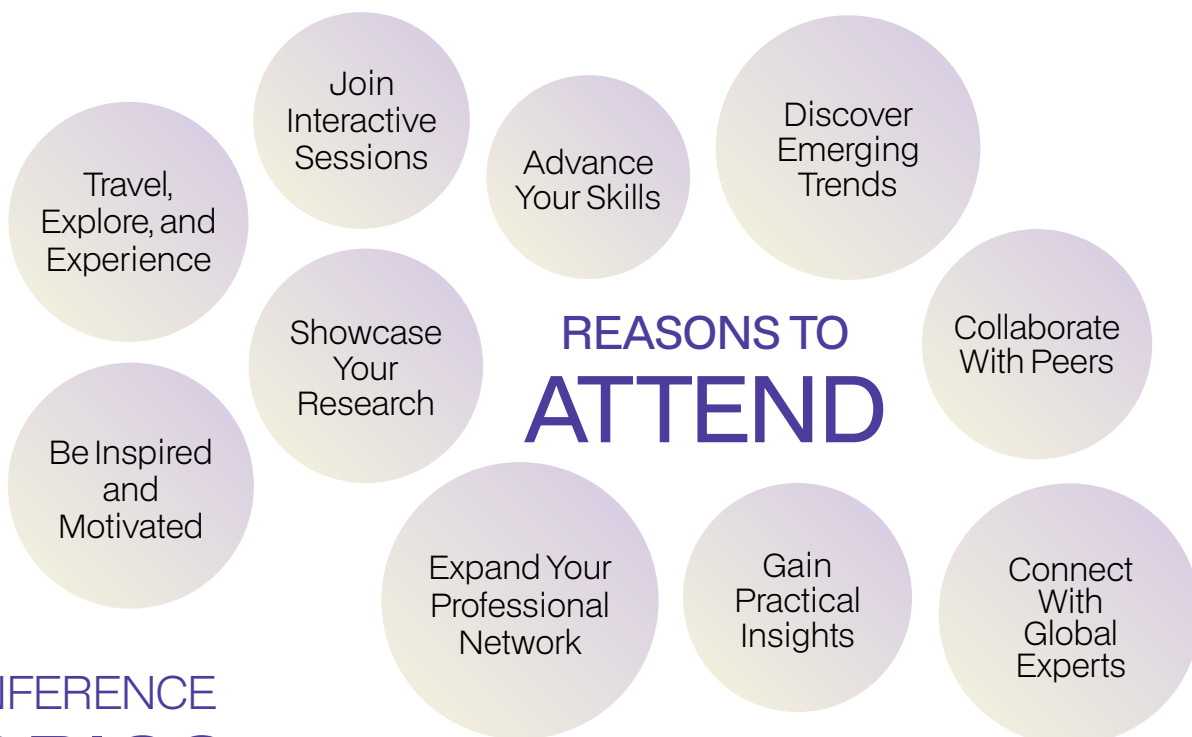 Join
Interactive
Sessions
Discover
Emerging
Trends
Advance
Your Skills
Travel,
Explore, and
Experience
Showcase
Your
Research
REASONS TO
ATTEND
Collaborate
With Peers
Be Inspired
and
Motivated
Expand Your
Professional
Network
Gain
Practical
Insights
Connect
With
Global
Experts
NFERENCE